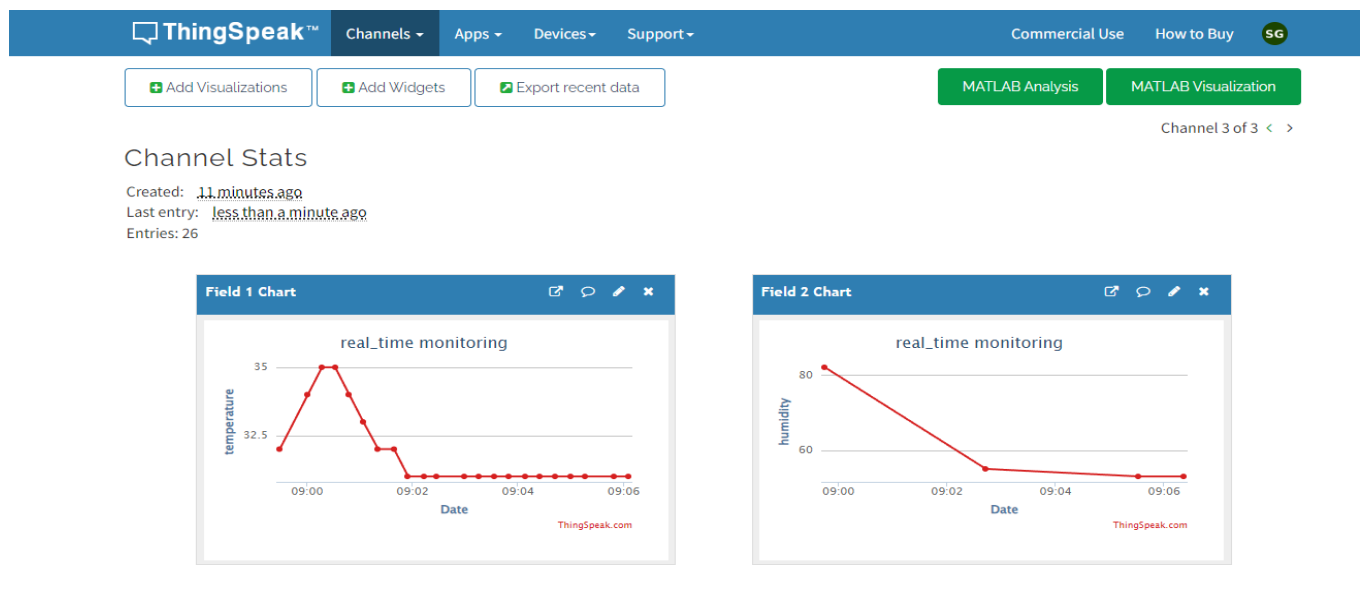 ThingSpeak™ Channels Apps Devices Support Commercial Use How to Buy SG
Add Visualizations Add Widgets Export recent data MATLAB Analysis MATLAB Visualization
Channel 3 of 3 < >
Channel Stats
Created: 11 minutes ago
Last entry: less than a minute ago
Entries: 26
Field 1 Chart
real_time monitoring
temperature
35
32.5
09:00 09:02 09:04 09:06
Date
ThingSpeak.com
Field 2 Chart
real_time monitoring
humidity
80
60
09:00 09:02 09:04 09:06
Date
ThingSpeak.com